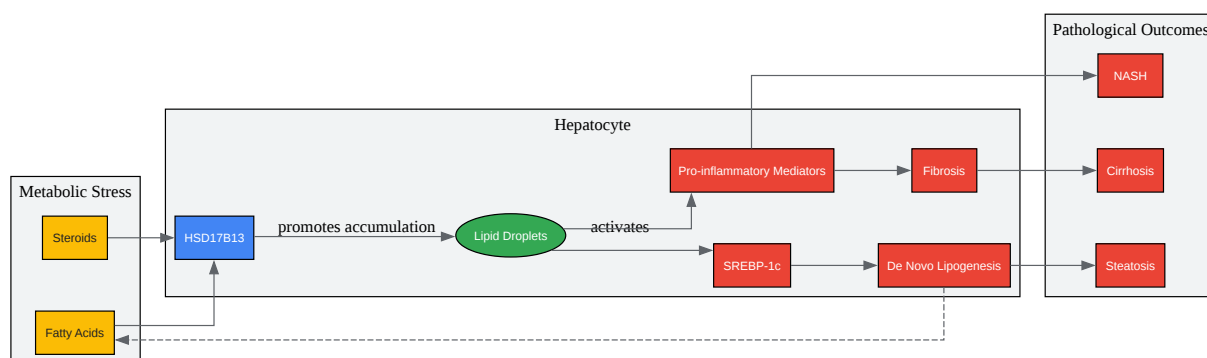 Pathological Outcomes
NASH
Hepatocyte
Pro-inflammatory Mediators
Fibrosis
Cirrhosis
Metabolic Stress
Steroids
HSD17B13
promotes accumulation
Lipid Droplets
activates
SREBP-1c
De Novo Lipogenesis
Steatosis
Fatty Acids